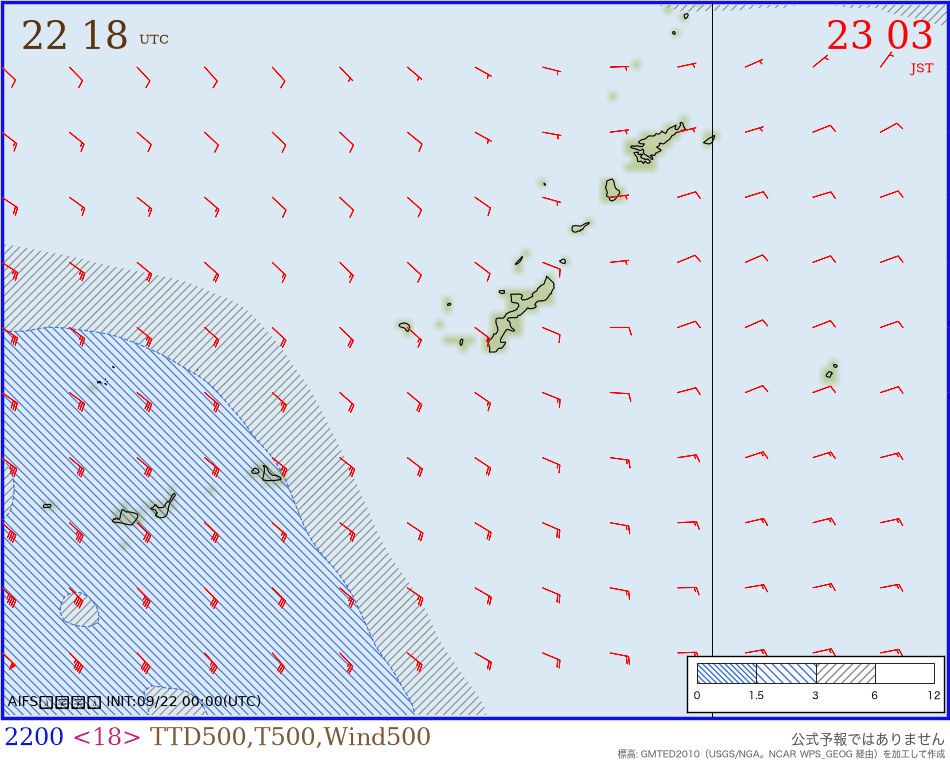 22 18 UTC
23 03
JST
AIFS INIT:09/22 00:00(UTC)
0 1.5 3 6 12
2200 <18> TTD500,T500,Wind500
公式予報ではありません
標高: GMTED2010（USGS/NGA。NCAR WPS_GEOG 経由）を加工して作成